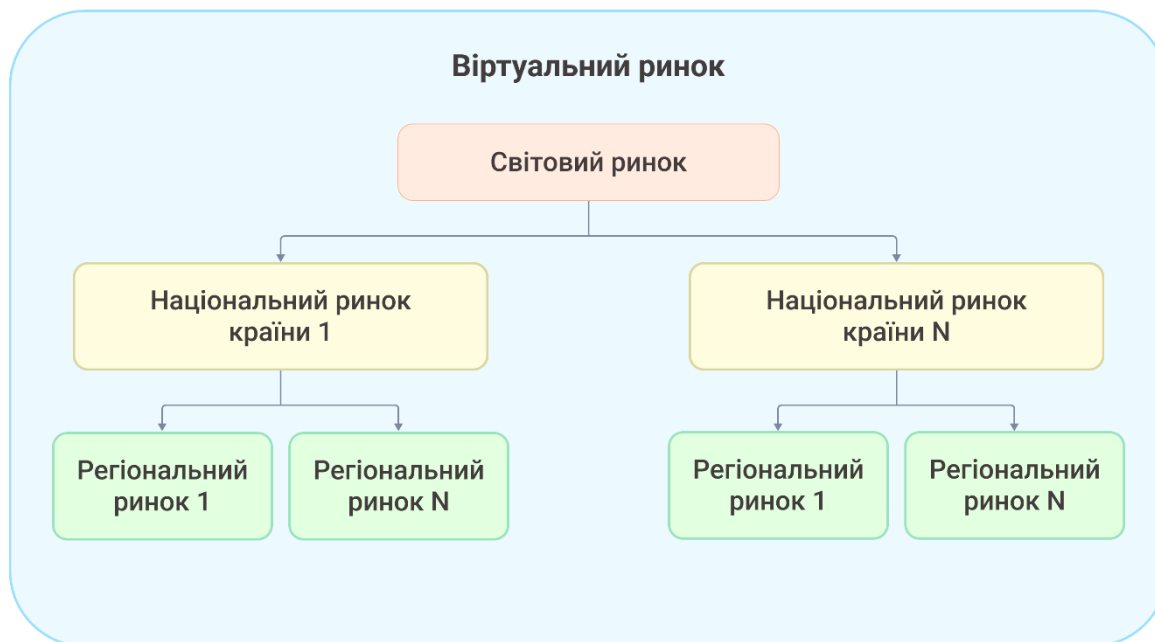 Віртуальний ринок
Світовий ринок
Національний ринок
країни 1
Національний ринок
країни N
Регіональний
ринок 1
Регіональний
ринок N
Регіональний
ринок 1
Регіональний
ринок N